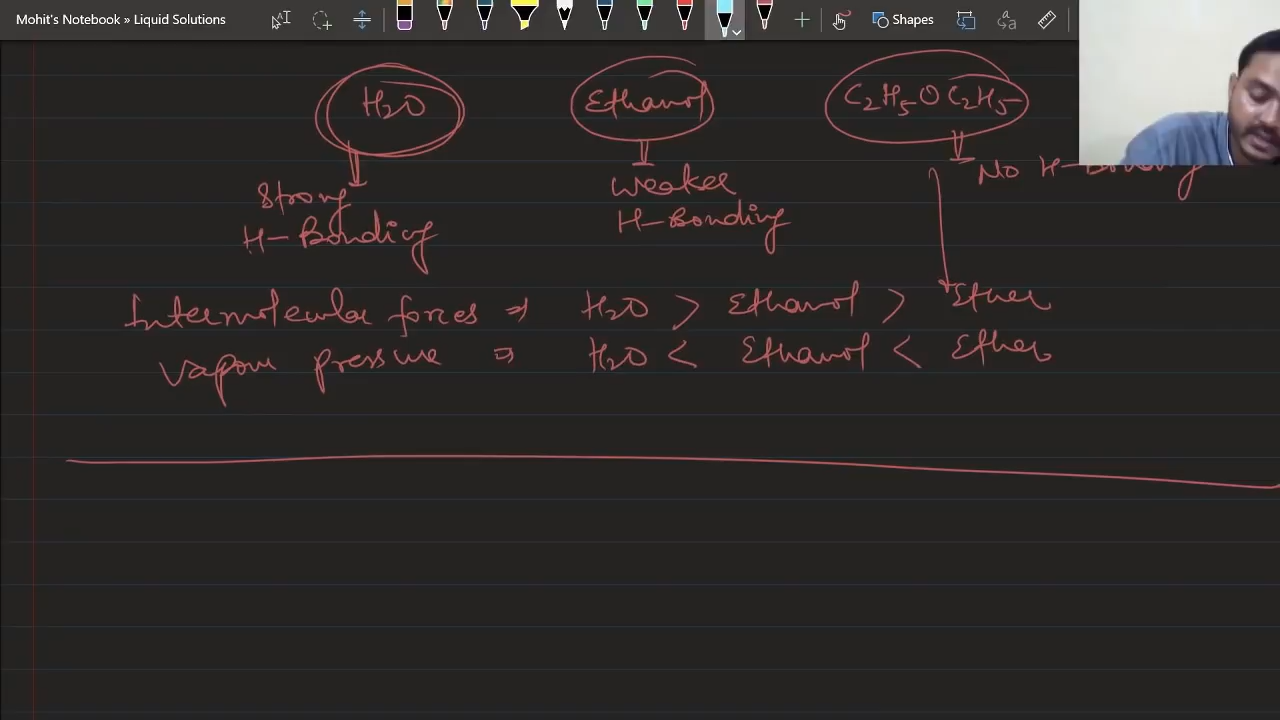 Mohit's Notebook » Liquid Solutions
Shapes
H2O Ethanol C2H5OC2H5
Strong H-Bonding
Weaker H-Bonding
No H-Bonding
Intermolecular forces ⇒ H2O > Ethanol > Ether
Vapour pressure ⇒ H2O < Ethanol < Ether